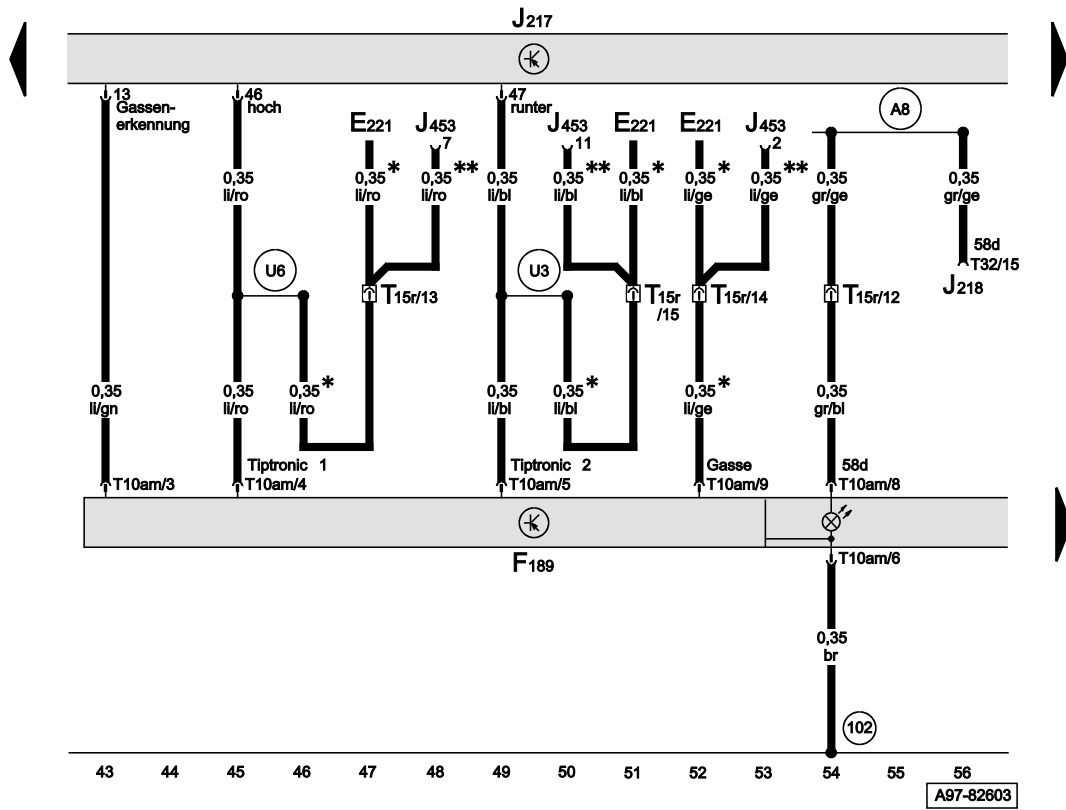 J217
13
Gassen-
erkennung
46
hoch
47
runter
E221
J453
7
J453
11
E221
E221
J453
2
A8
0,35 li/ro
0,35 * li/ro
0,35 ** li/ro
0,35 li/bl
0,35 ** li/bl
0,35 * li/bl
0,35 * li/ge
0,35 ** li/ge
0,35 gr/ge
0,35 gr/ge
58d
T32/15
J218
U6
U3
T15r/13
T15r
/15
T15r/14
T15r/12
0,35 li/gn
0,35 li/ro
0,35 * li/ro
0,35 li/bl
0,35 * li/bl
0,35 * li/ge
0,35 gr/bl
Tiptronic 1
Tiptronic 2
Gasse
58d
T10am/3
T10am/4
T10am/5
T10am/9
T10am/8
F189
T10am/6
0,35
br
102
43 44 45 46 47 48 49 50 51 52 53 54 55 56
A97-82603